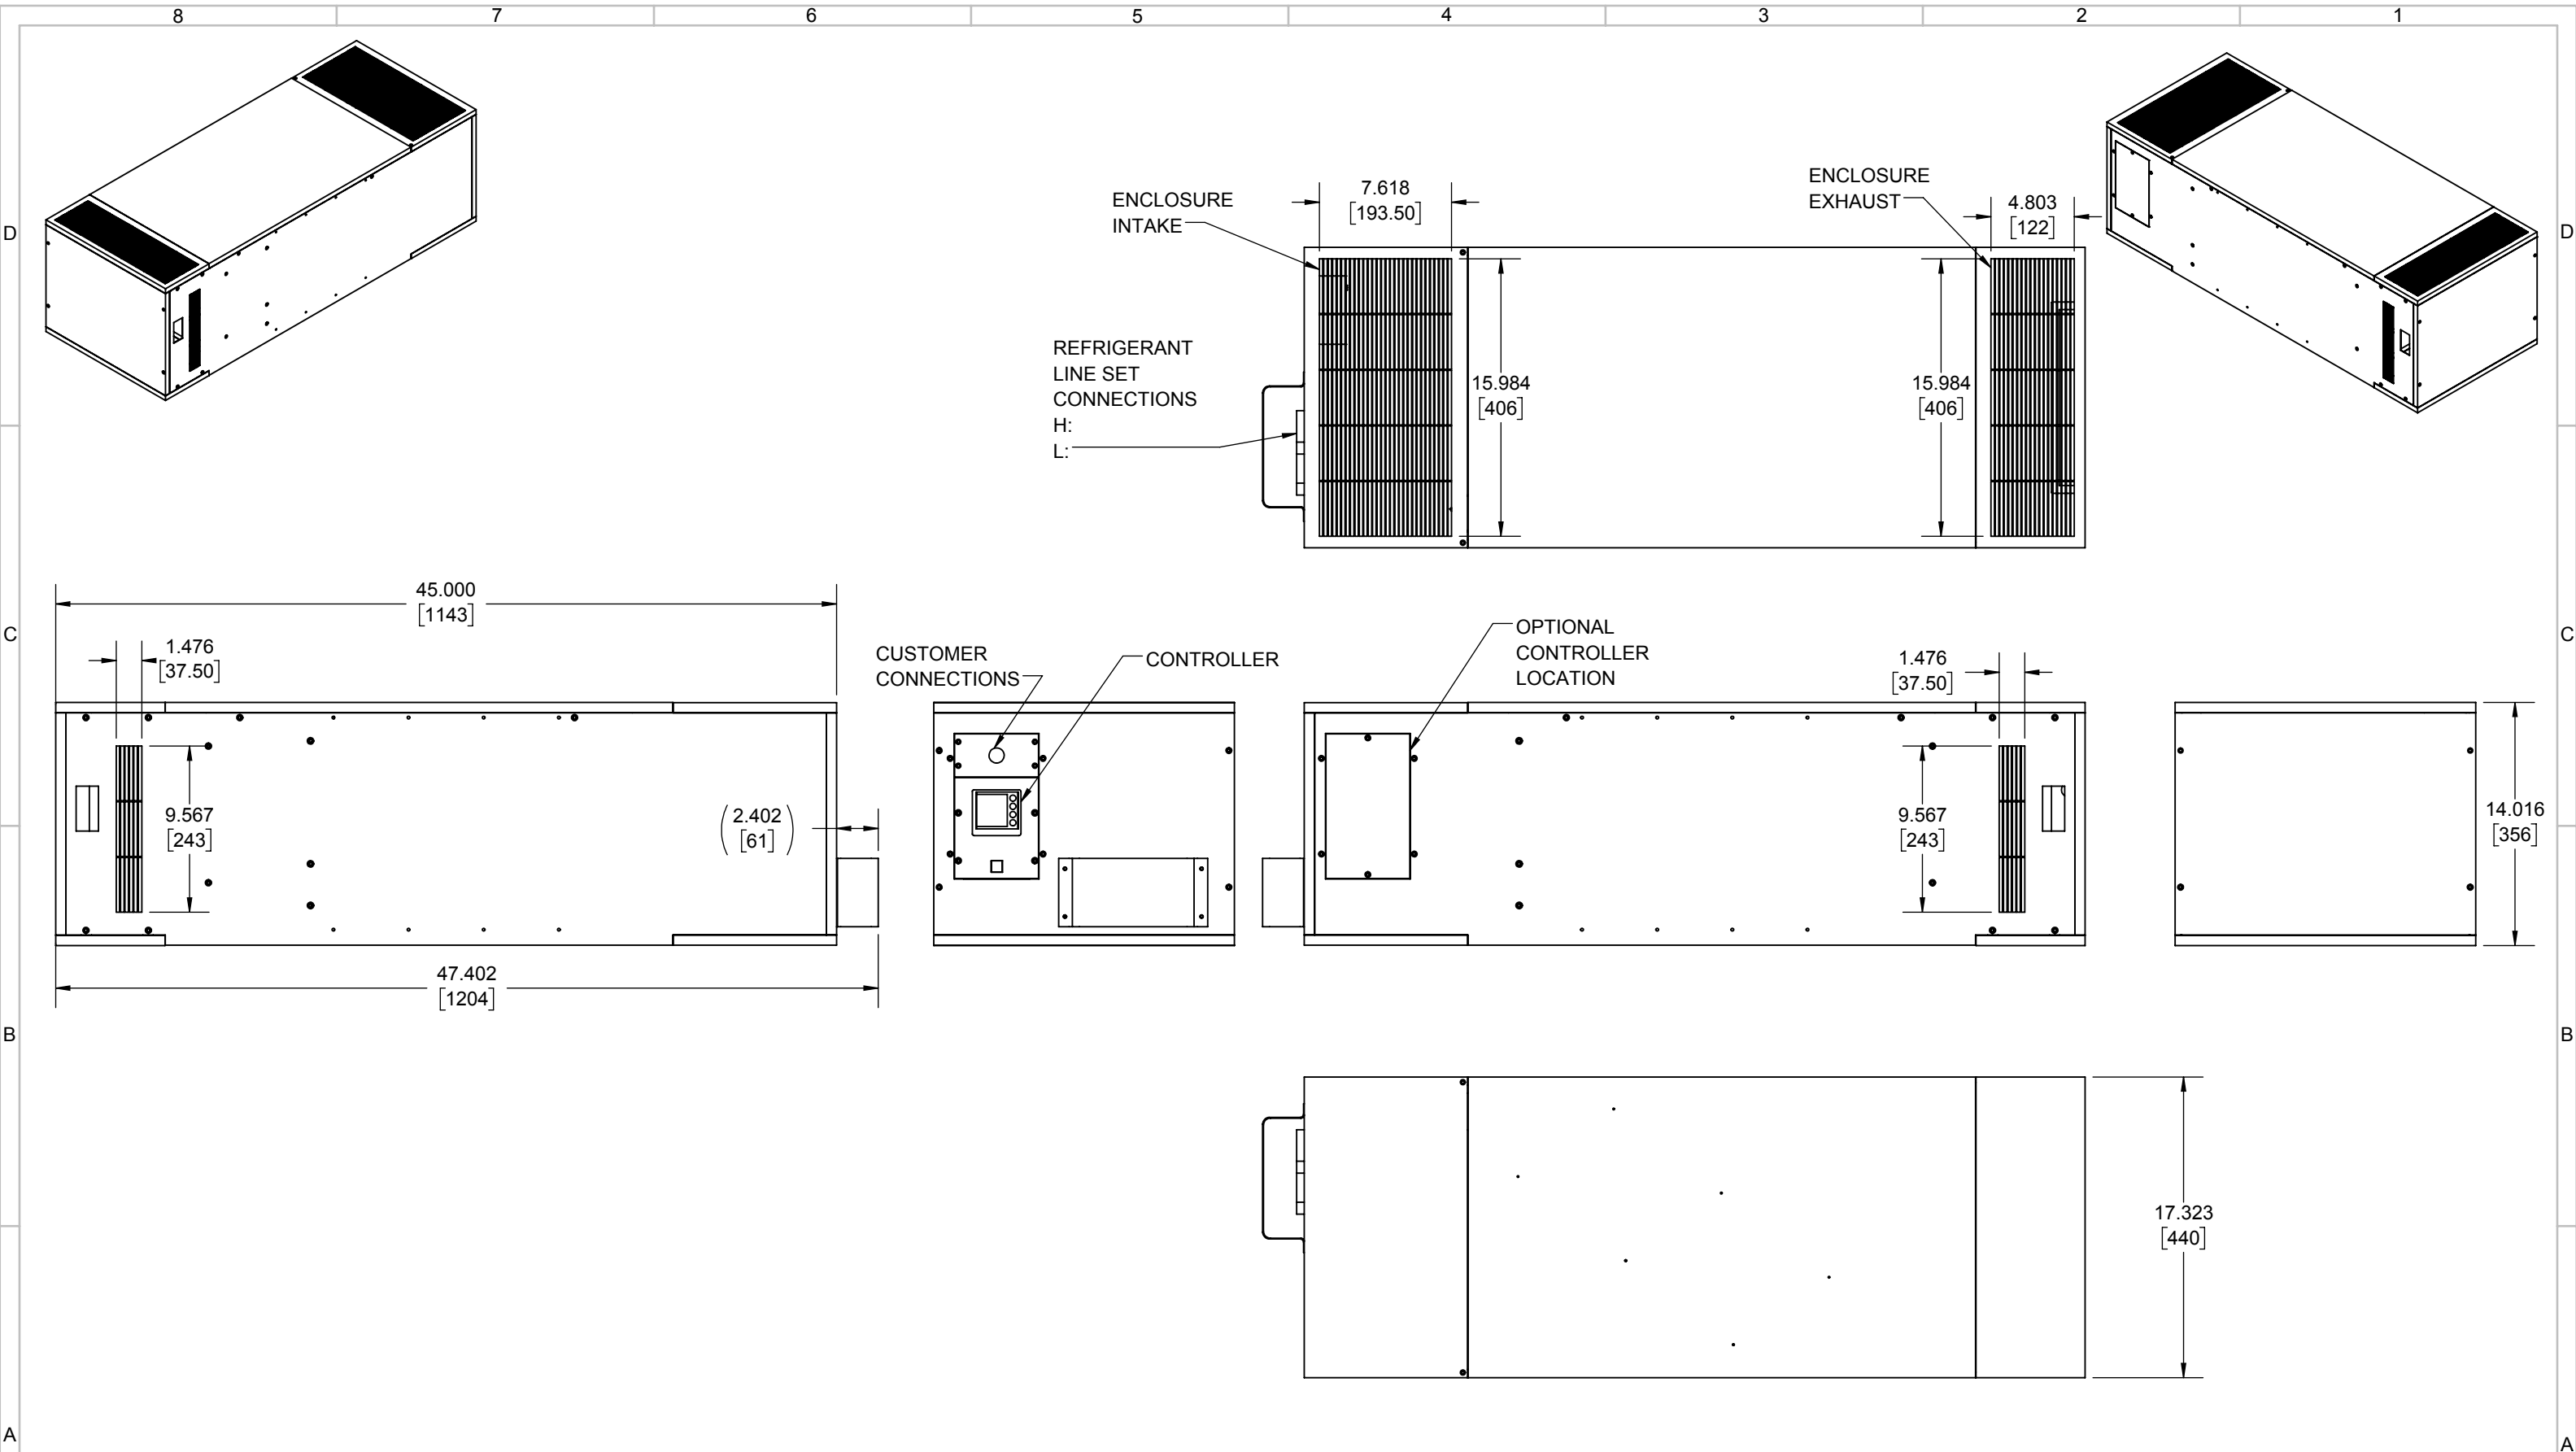 8 7 6 5 4 3 2 1
D
D
ENCLOSURE
INTAKE
7.618
[193.50]
ENCLOSURE
EXHAUST
4.803
[122]
REFRIGERANT
LINE SET
CONNECTIONS
H:
L:
15.984
[406]
15.984
[406]
45.000
[1143]
C
C
1.476
[37.50]
CUSTOMER
CONNECTIONS
CONTROLLER
OPTIONAL
CONTROLLER
LOCATION
1.476
[37.50]
9.567
[243]
(2.402
[61])
9.567
[243]
14.016
[356]
47.402
[1204]
B
B
17.323
[440]
A
A